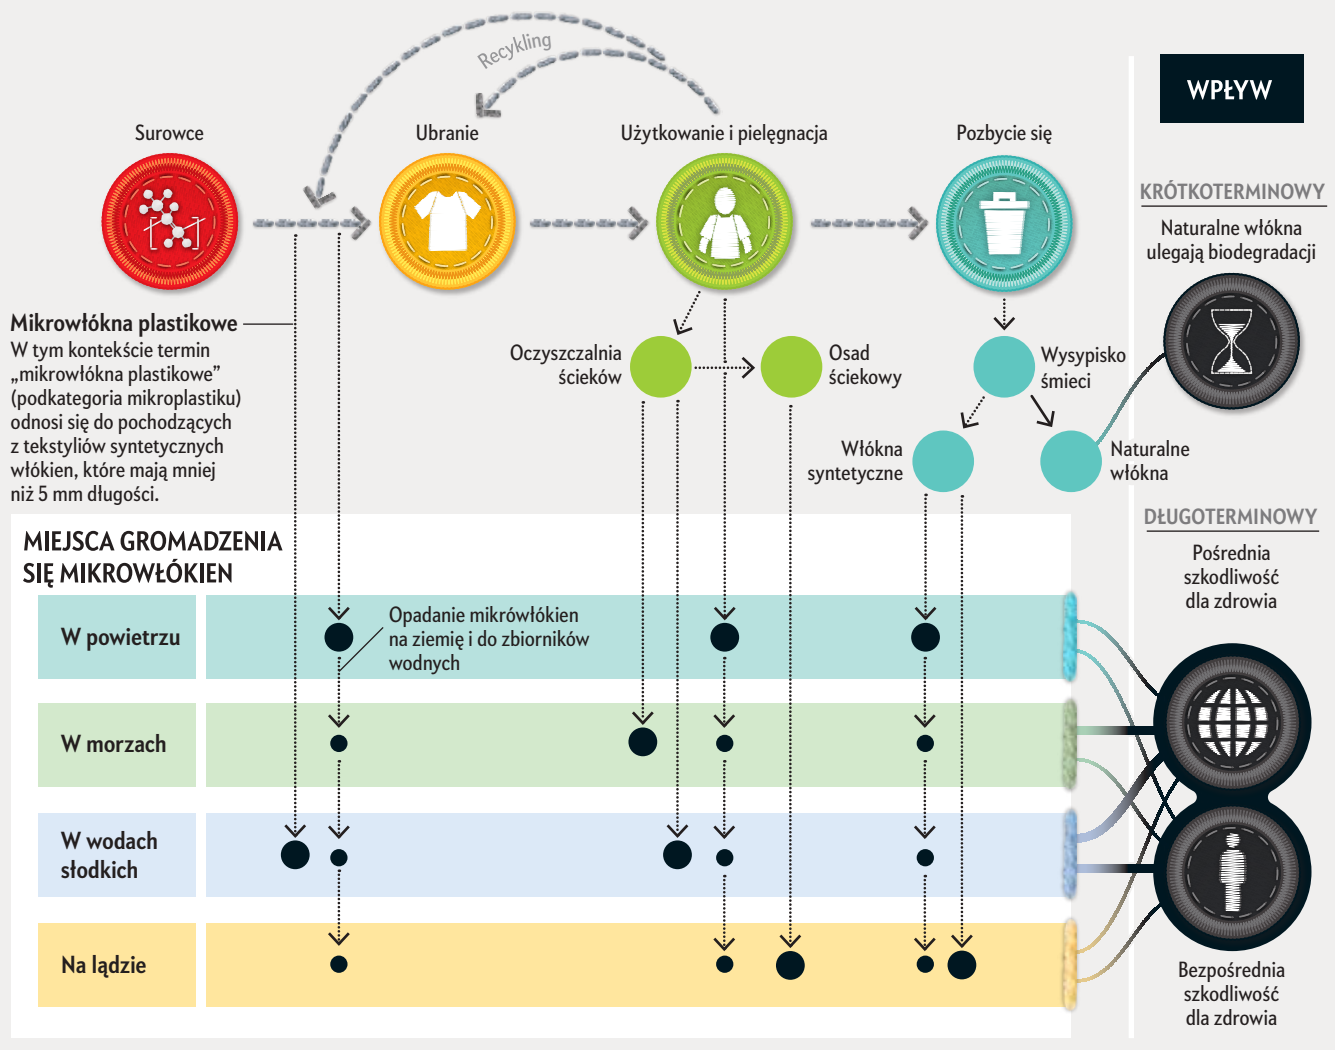 Recykling
WPŁYW
Surowce
Ubranie
Użytkowanie i pielęgnacja
Pozbycie się
KRÓTKOTERMINOWY
Naturalne włókna
ulegają biodegradacji
Mikrowłókna plastikowe
W tym kontekście termin
„mikrowłókna plastikowe”
(podkategoria mikroplastiku)
odnosi się do pochodzących
z tekstyliów syntetycznych
włókien, które mają mniej
niż 5 mm długości.
Oczyszczalnia
ścieków
Osad
ściekowy
Wysypisko
śmieci
Włókna
syntetyczne
Naturalne
włókna
DŁUGOTERMINOWY
Pośrednia
szkodliwość
dla zdrowia
MIEJSCA GROMADZENIA
SIĘ MIKROWŁÓKIEN
W powietrzu
Opadanie mikrówłókien
na ziemię i do zbiorników
wodnych
W morzach
W wodach
słodkich
Na lądzie
Bezpośrednia
szkodliwość
dla zdrowia